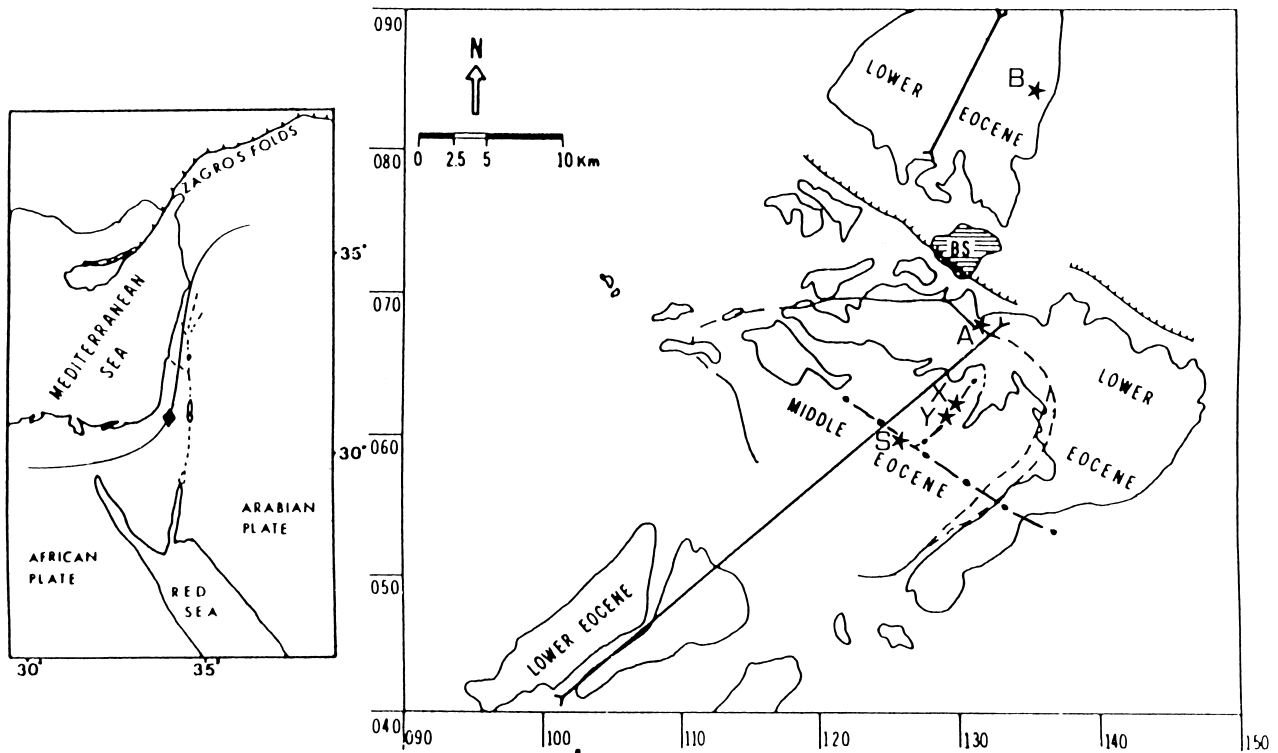 ZAGROS FOLDS
MEDITERRANEAN
SEA
35°
30°
ARABIAN
PLATE
AFRICAN
PLATE
RED
SEA
30°
35°
090
080
070
060
050
040
N
0 2.5 5 10 Km
LOWER
EOCENE
B
BS
A
X
Y
S
MIDDLE
EOCENE
LOWER
EOCENE
LOWER EOCENE
090
100
110
120
130
140
150